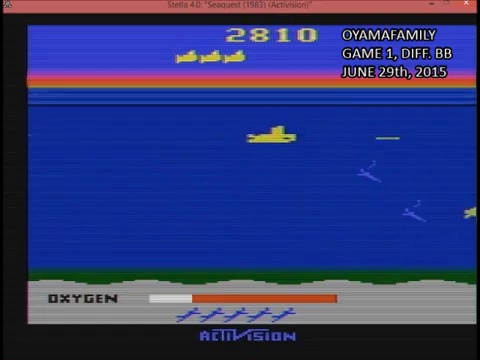 Stella 4.0: "Seaquest (1983) (Activision)"
2810
OYAMAFAMILY
GAME 1, DIFF. BB
JUNE 29th, 2015
OXYGEN
ACTIVISION